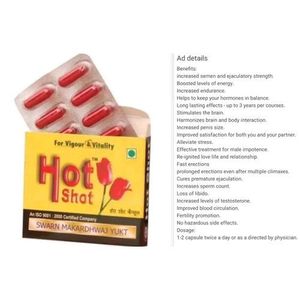 For Vigour & Vitality
Hot
Shot
™
हॉट शॉट कैप्सूल
An ISO 9001 : 2008 Certified Company
SWARN MAKARDHWAJ YUKT
Ad details
Benefits:
increased semen and ejaculatory strength.
Boosted levels of energy.
Increased endurance.
Helps to keep your hormones in balance.
Long lasting effects - up to 3 years per courses.
Stimulates the brain.
Harmonizes brain and body interaction.
Increased penis size.
Improved satisfaction for both you and your partner.
Alleviate stress.
Effective treatment for male impotence.
Re-ignited love life and relationship.
Fast erections
prolonged erections even after multiple climaxes.
Cures premature ejaculation.
Increases sperm count.
Loss of libido.
Increased levels of testosterone.
Improved blood circulation,
Fertility promotion.
No hazardous side effects.
Dosage:
1-2 capsule twice a day or as directed by physician.